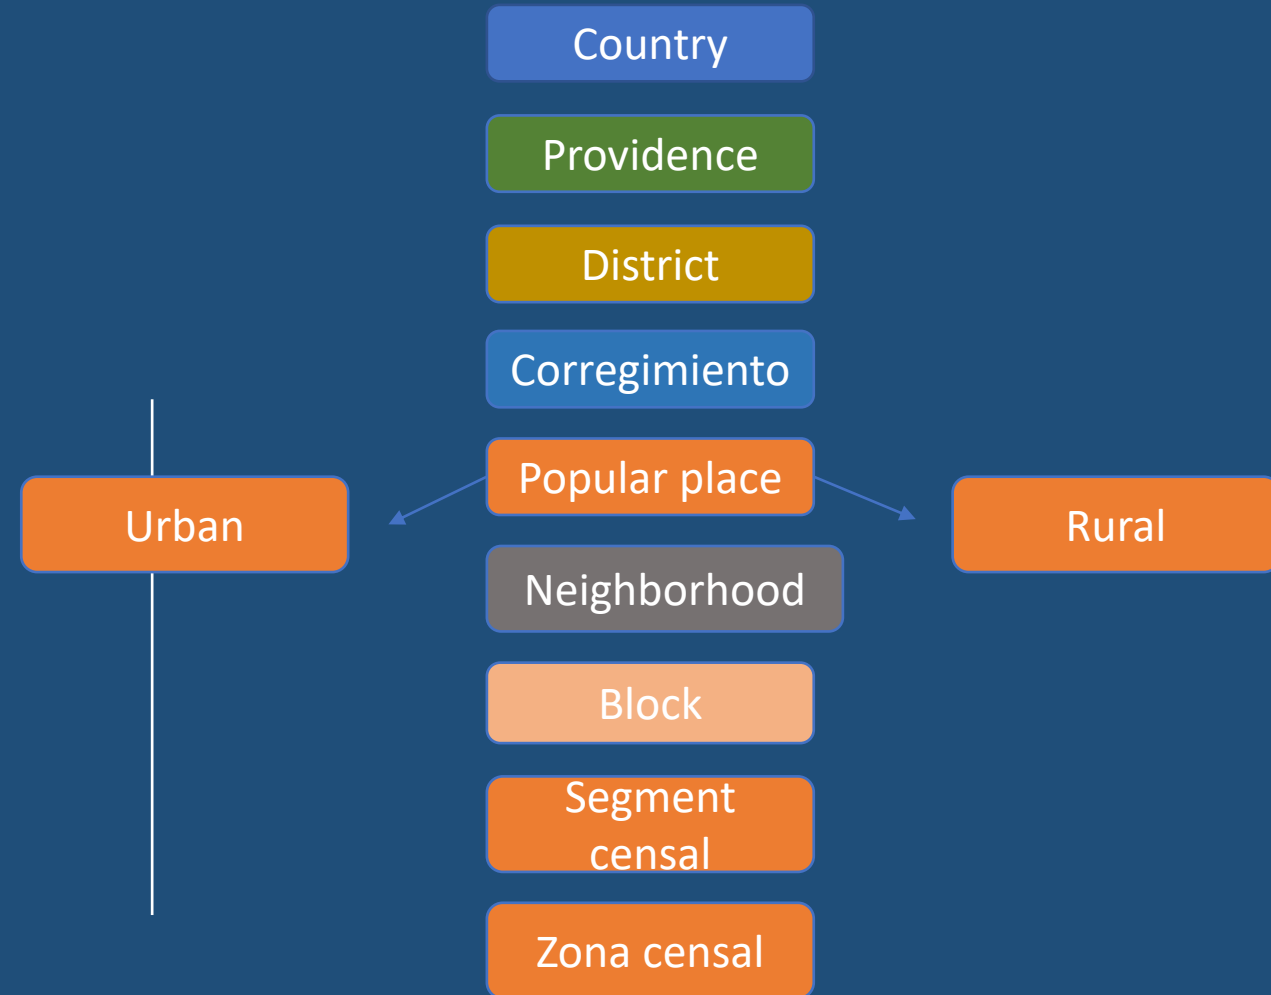 Country
Providence
District
Corregimiento
Popular place
Urban
Rural
Neighborhood
Block
Segment
censal
Zona censal